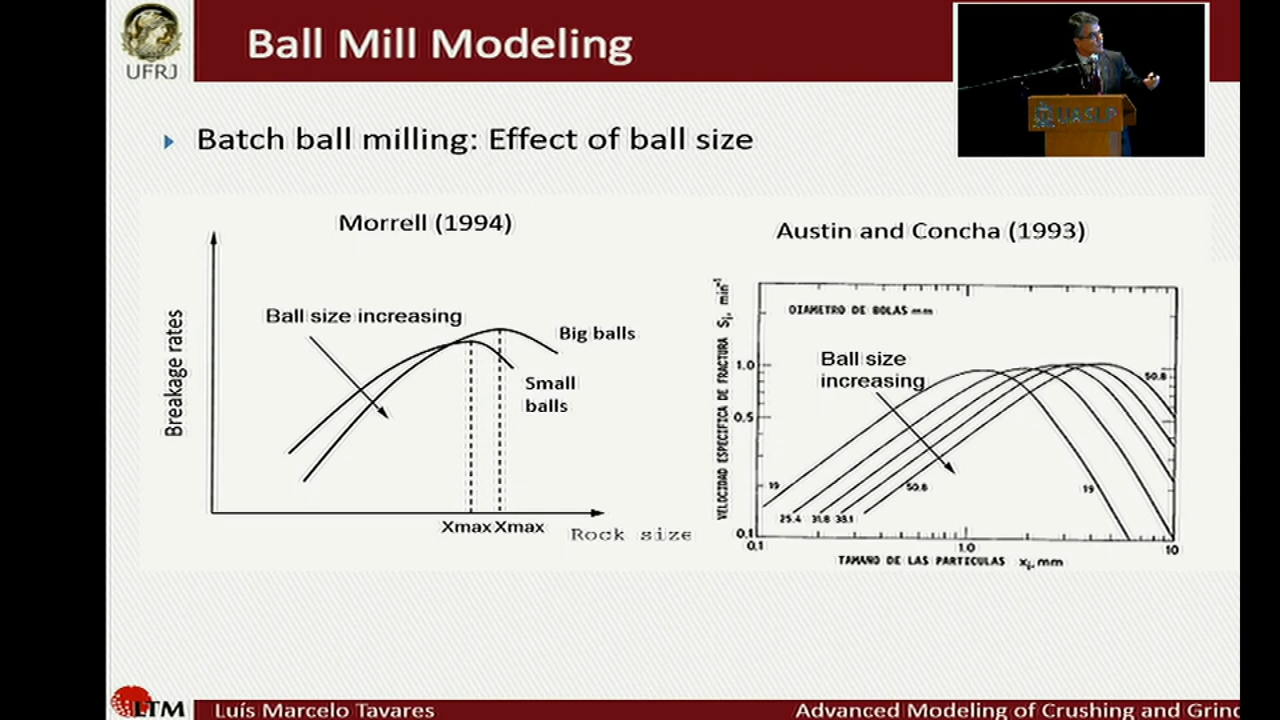 UFRJ
Ball Mill Modeling
UASLP
Batch ball milling: Effect of ball size
Morrell (1994)
Breakage rates
Ball size increasing
Big balls
Small
balls
Xmax Xmax
Rock size
Austin and Concha (1993)
VELOCIDAD ESPECIFICA DE FRACTURA Si, min-1
DIAMETRO DE BOLAS mm
Ball size
increasing
1.0
0.5
0.1
50.8
19
50.8
19
25.4 31.8 38.1
0.1 1.0 10
TAMAÑO DE LAS PARTICULAS xi, mm
LTM
Luís Marcelo Tavares
Advanced Modeling of Crushing and Grind